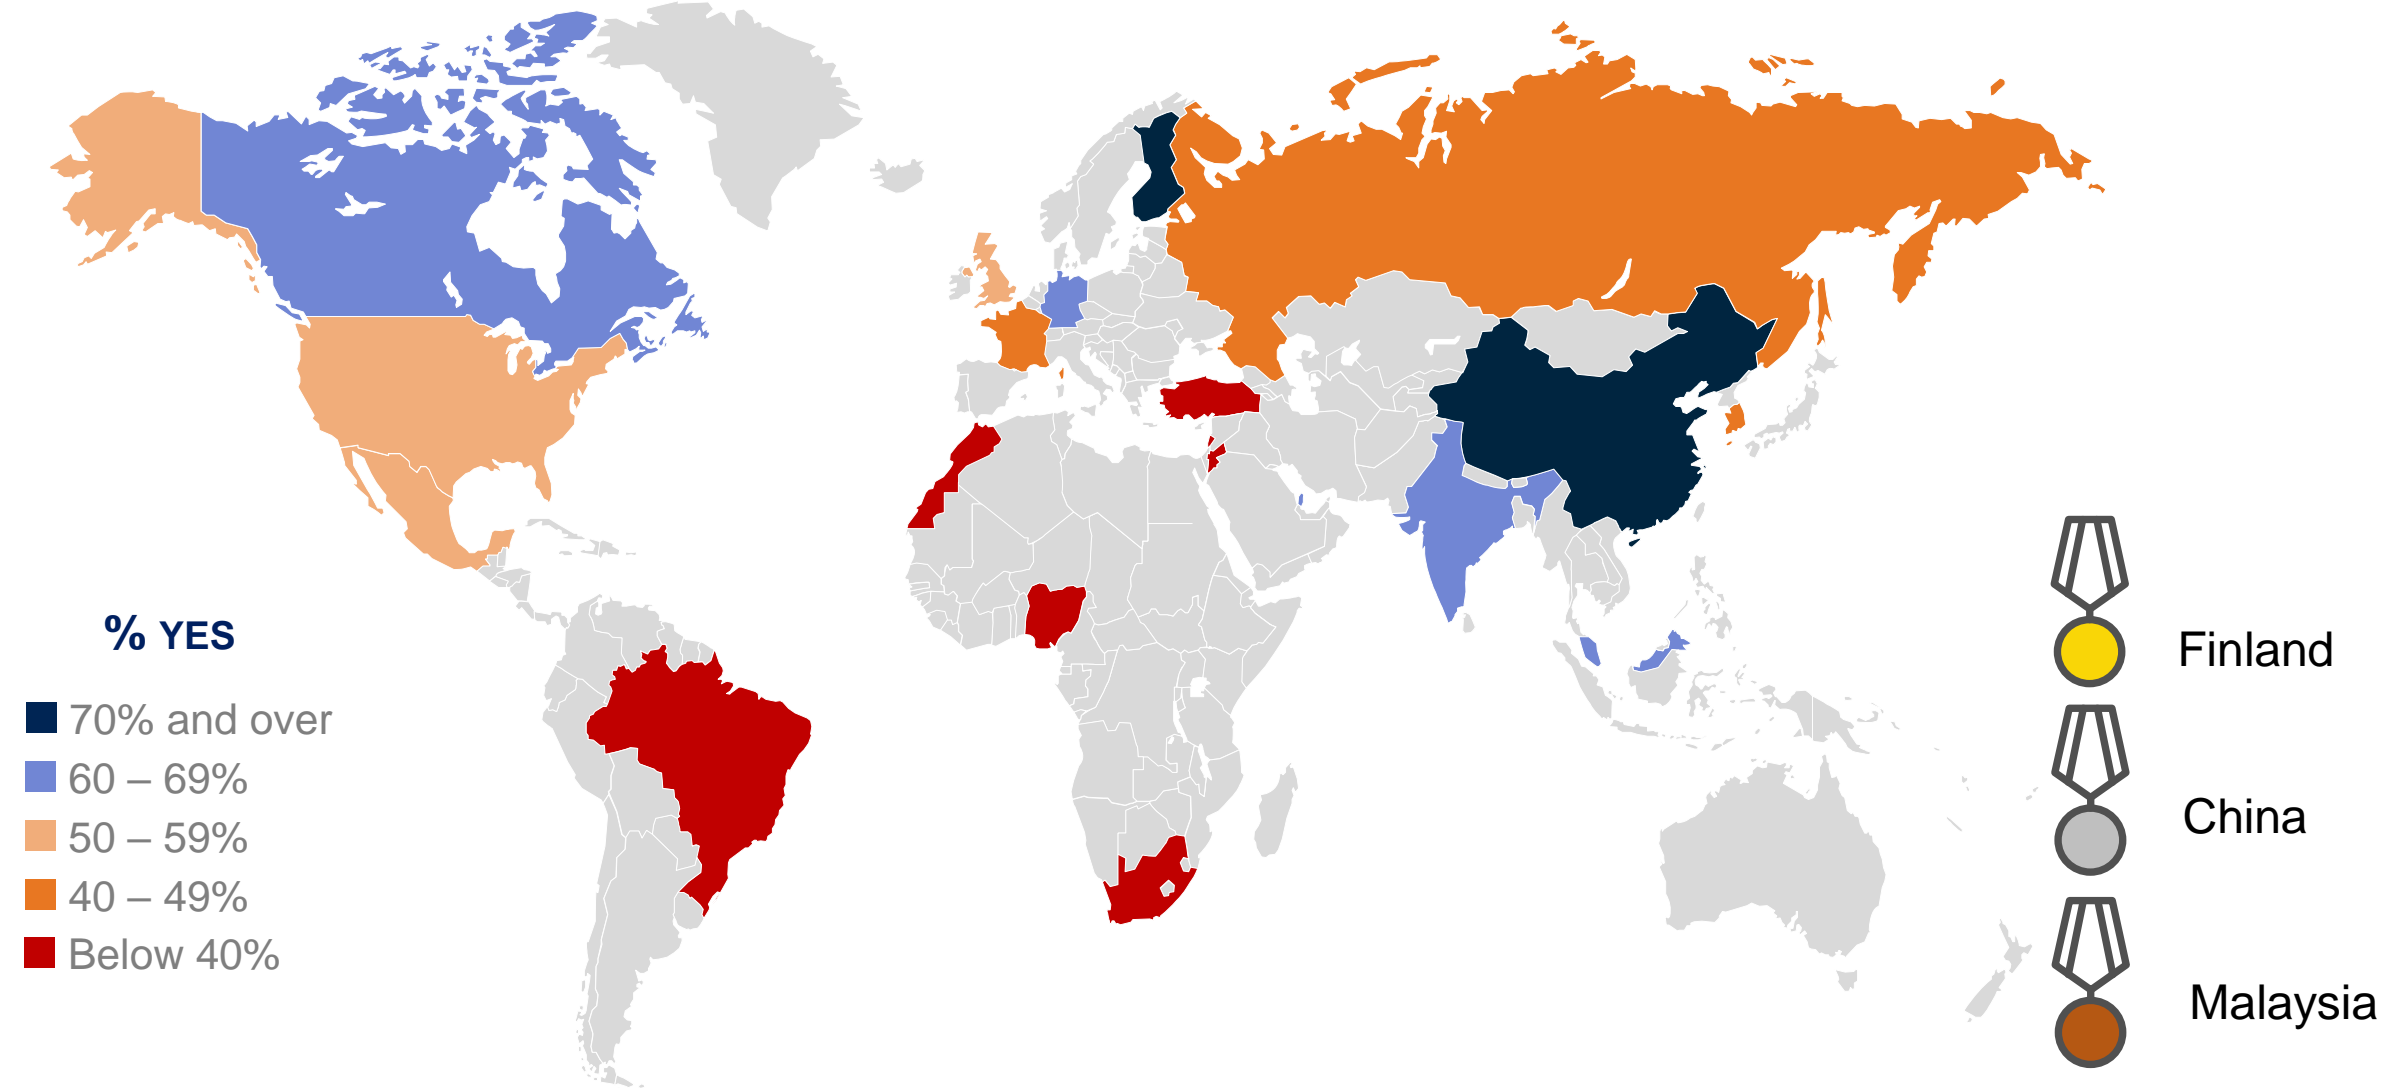 % YES
70% and over
60 – 69%
50 – 59%
40 – 49%
Below 40%
Finland
China
Malaysia